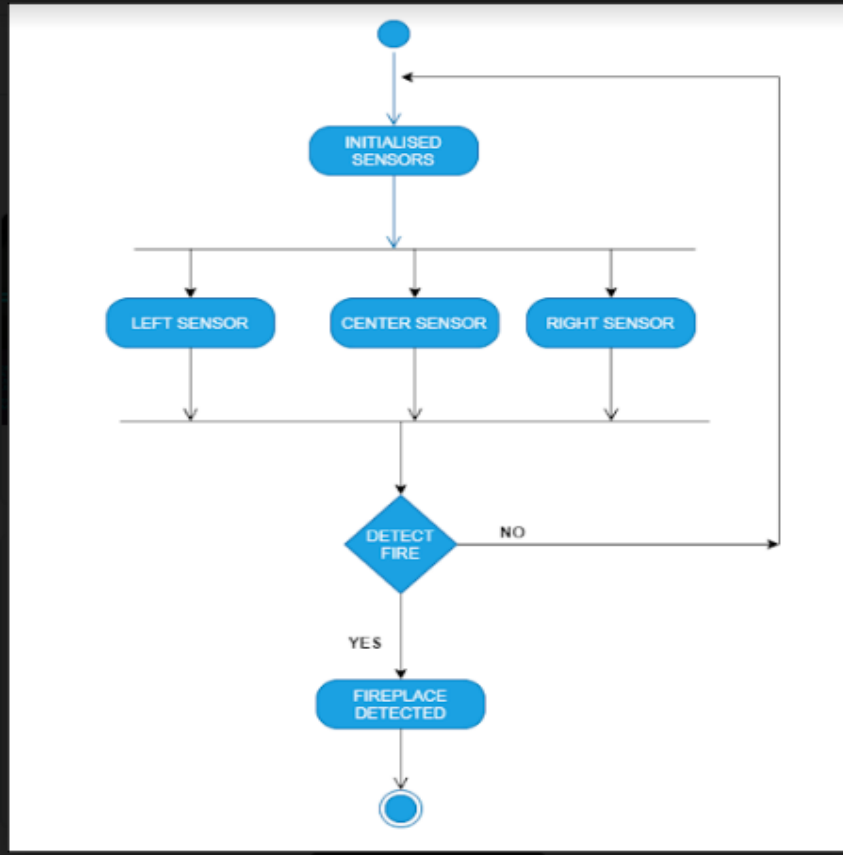 INITIALISED
SENSORS
LEFT SENSOR
CENTER SENSOR
RIGHT SENSOR
DETECT
FIRE
NO
YES
FIREPLACE
DETECTED